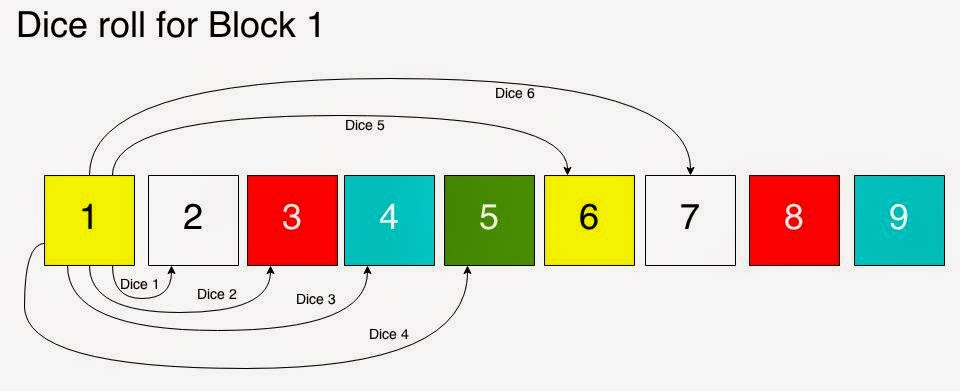 Dice roll for Block 1
Dice 6
Dice 5
1 2 3 4 5 6 7 8 9
Dice 1
Dice 2
Dice 3
Dice 4